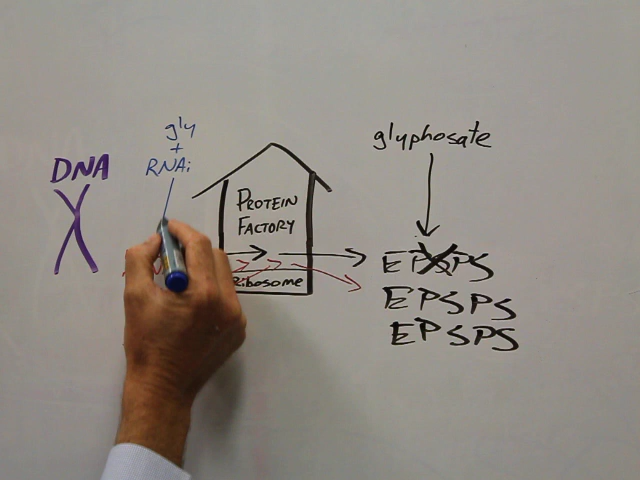 gly
+
RNAi
DNA
PROTEIN
FACTORY
Ribosome
glyphosate
EPSPS
EPSPS
EPSPS